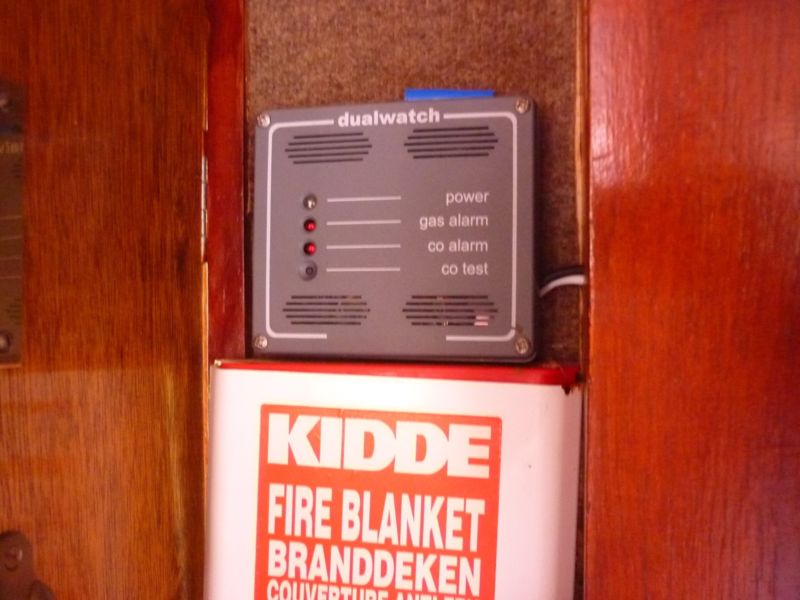 dualwatch
power
gas alarm
co alarm
co test
KIDDE
FIRE BLANKET
BRANDDEKEN